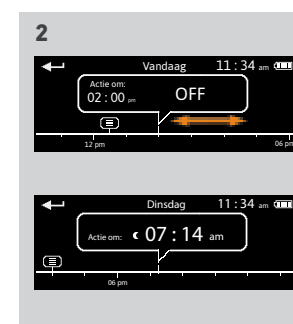 2
Vandaag 11 : 34 am
Actie om:
02 : 00 pm OFF
12 pm 06 pm
Dinsdag 11 : 34 am
Actie om: 07 : 14 am
06 pm